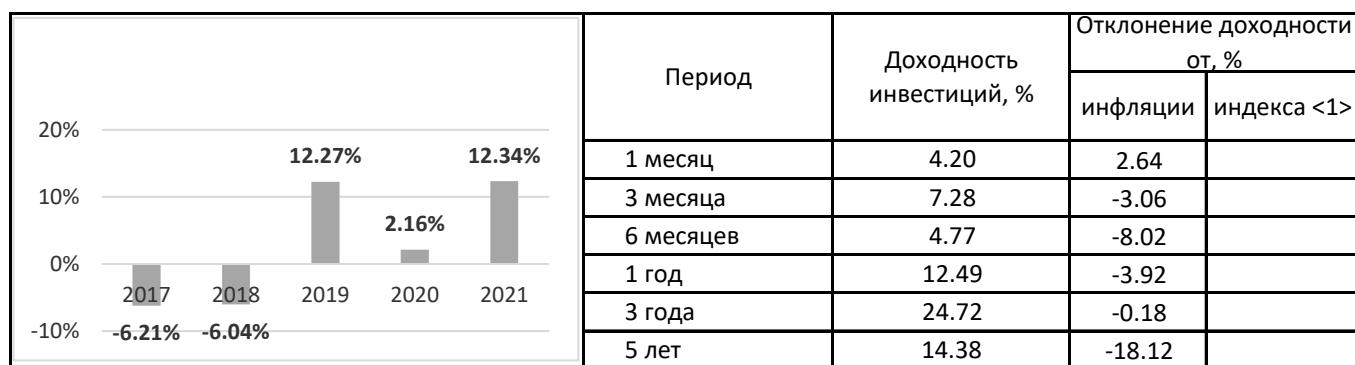 20%
10%
0%
-10%
12.27%
12.34%
2.16%
2017 2018 2019 2020 2021
-6.21% -6.04%
Период
Доходность
инвестиций, %
Отклонение доходности
от, %
инфляции индекса <1>
1 месяц 4.20 2.64
3 месяца 7.28 -3.06
6 месяцев 4.77 -8.02
1 год 12.49 -3.92
3 года 24.72 -0.18
5 лет 14.38 -18.12